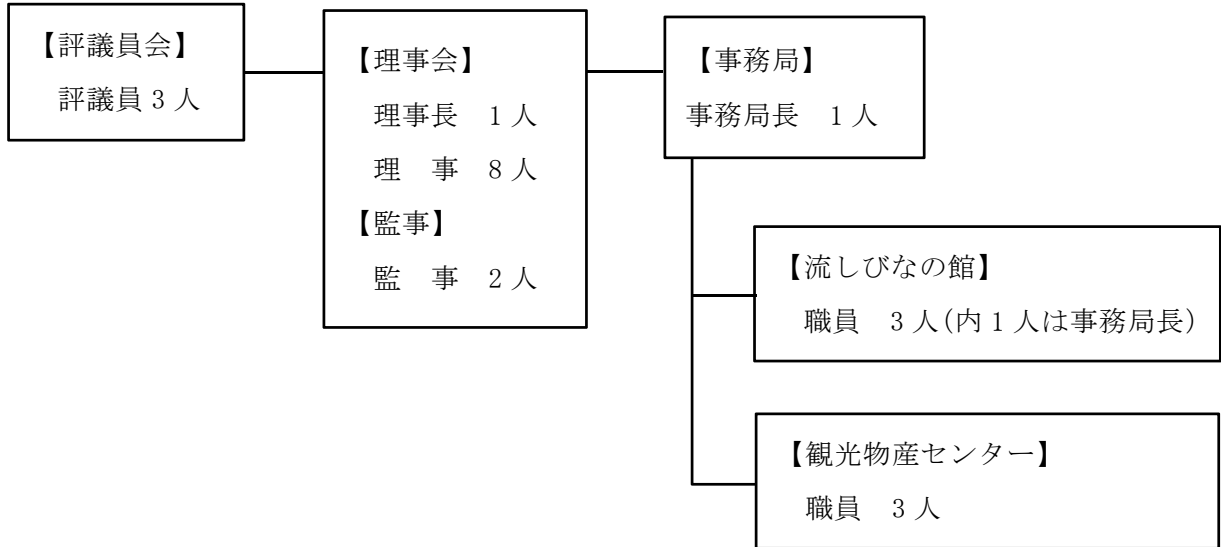 【評議員会】
評議員3人
【理事会】
理事長 1人
理 事 8人
【監事】
監 事 2人
【事務局】
事務局長 1人
【流しびなの館】
職員 3人(内1人は事務局長)
【観光物産センター】
職員 3人